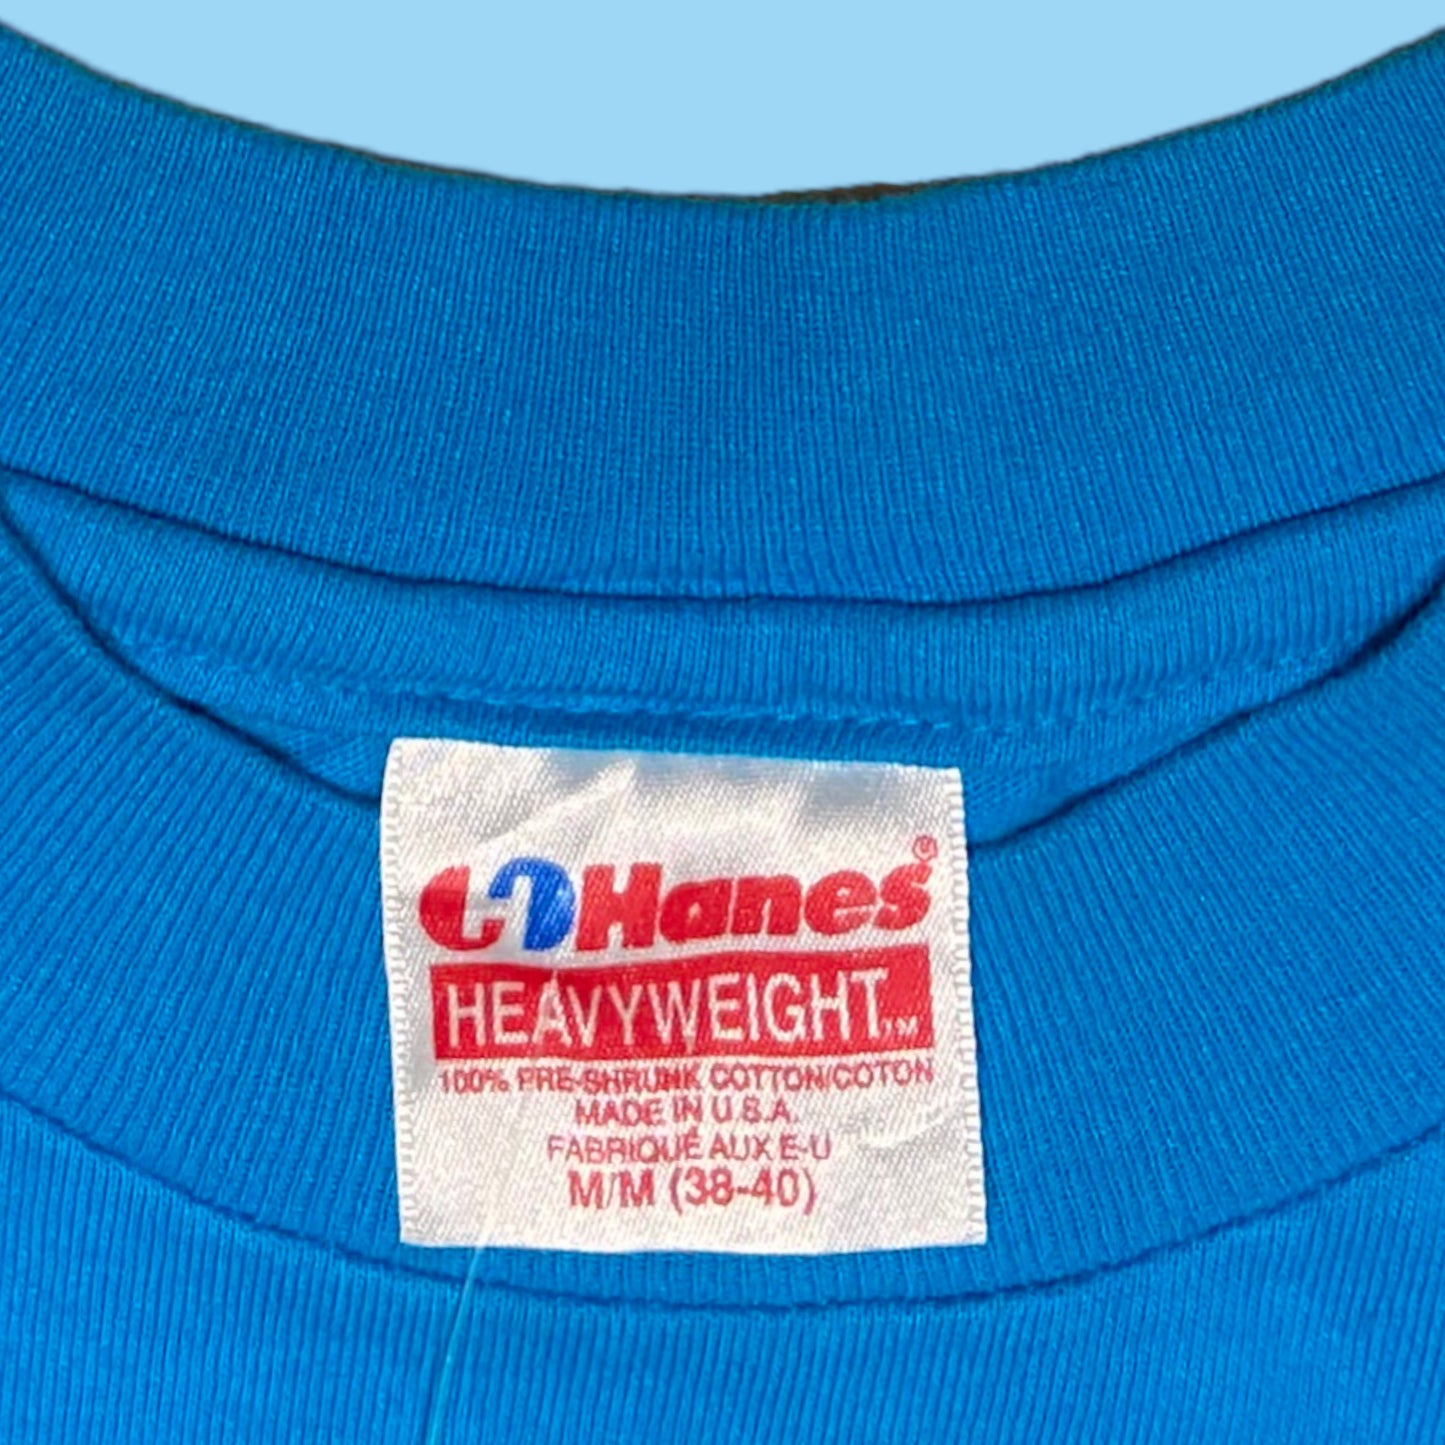 Hanes®
HEAVYWEIGHT™
100% PRE-SHRUNK COTTON/COTON
MADE IN U.S.A.
FABRIQUÉ AUX E-U
M/M (38-40)